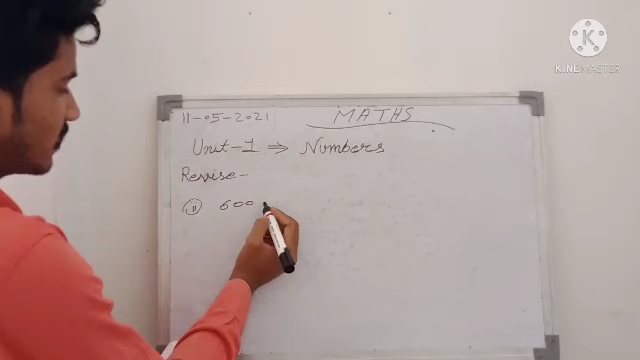 KINEMASTER
11-05-2021
MATHS
Unit-1 ⇒ Numbers
Revise-
(1) 600